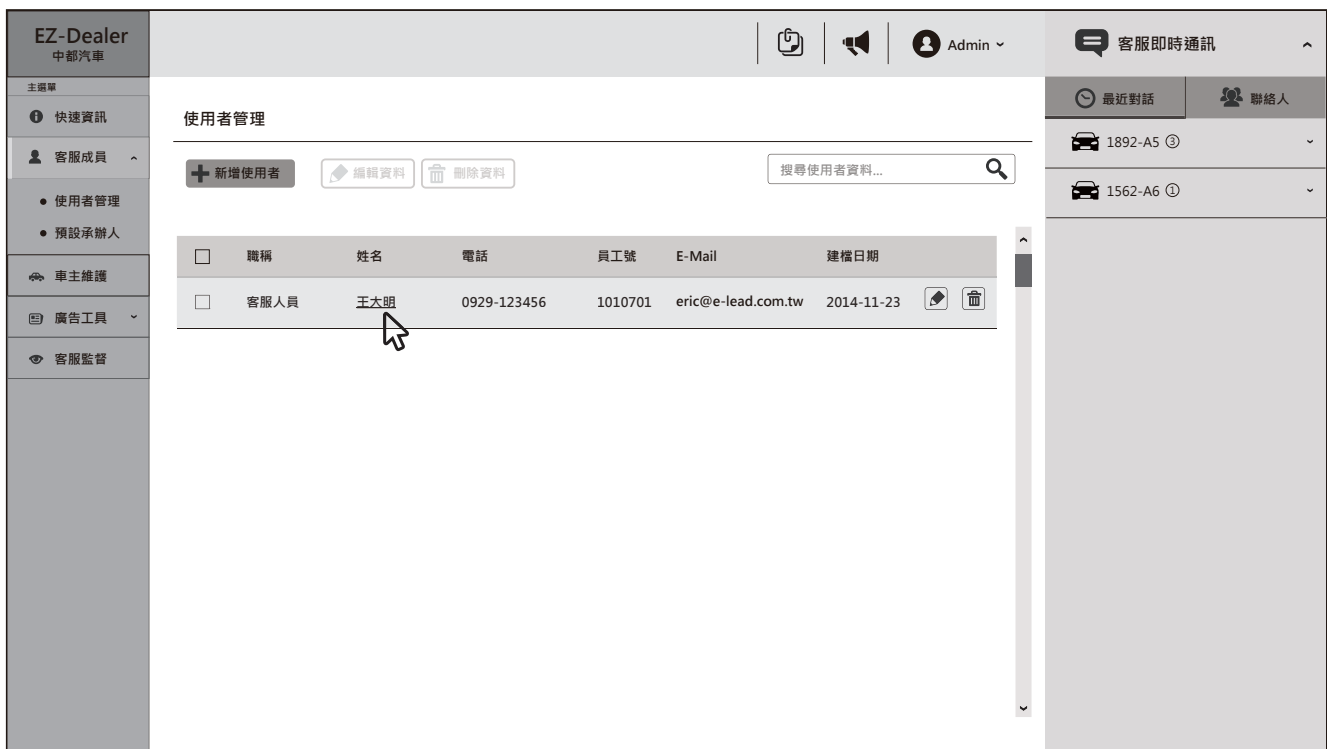 EZ-Dealer
中都汽車
Admin
客服即時通訊
主選單
快速資訊
客服成員
使用者管理
預設承辦人
車主維護
廣告工具
客服監督
使用者管理
新增使用者 編輯資料 刪除資料 搜尋使用者資料...
職稱 姓名 電話 員工號 E-Mail 建檔日期
客服人員 王大明 0929-123456 1010701 eric@e-lead.com.tw 2014-11-23
最近對話 聯絡人
1892-A5 ③
1562-A6 ①